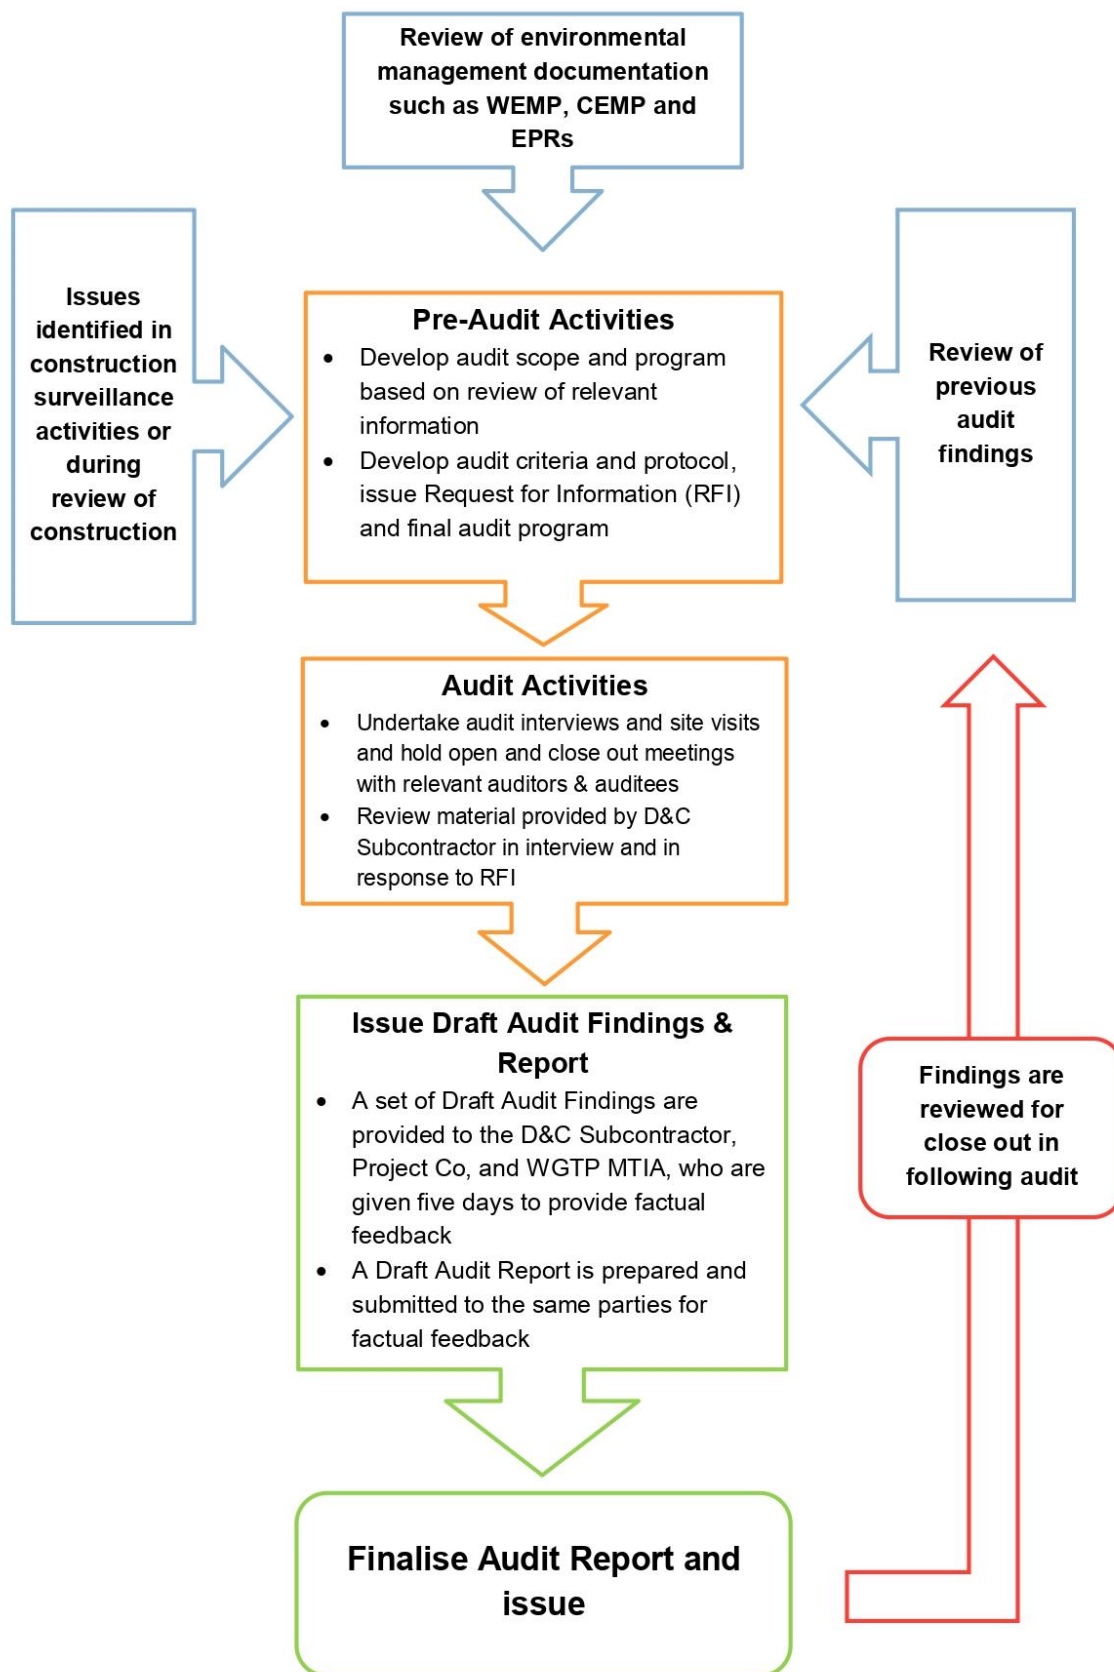 Review of environmental
management documentation
such as WEMP, CEMP and
EPRs
Issues
identified in
construction
surveillance
activities or
during
review of
construction
Pre-Audit Activities
• Develop audit scope and program
based on review of relevant
information
• Develop audit criteria and protocol,
issue Request for Information (RFI)
and final audit program
Review of
previous
audit
findings
Audit Activities
• Undertake audit interviews and site visits
and hold open and close out meetings
with relevant auditors & auditees
• Review material provided by D&C
Subcontractor in interview and in
response to RFI
Issue Draft Audit Findings &
Report
• A set of Draft Audit Findings are
provided to the D&C Subcontractor,
Project Co, and WGTP MTIA, who are
given five days to provide factual
feedback
• A Draft Audit Report is prepared and
submitted to the same parties for
factual feedback
Findings are
reviewed for
close out in
following audit
Finalise Audit Report and
issue